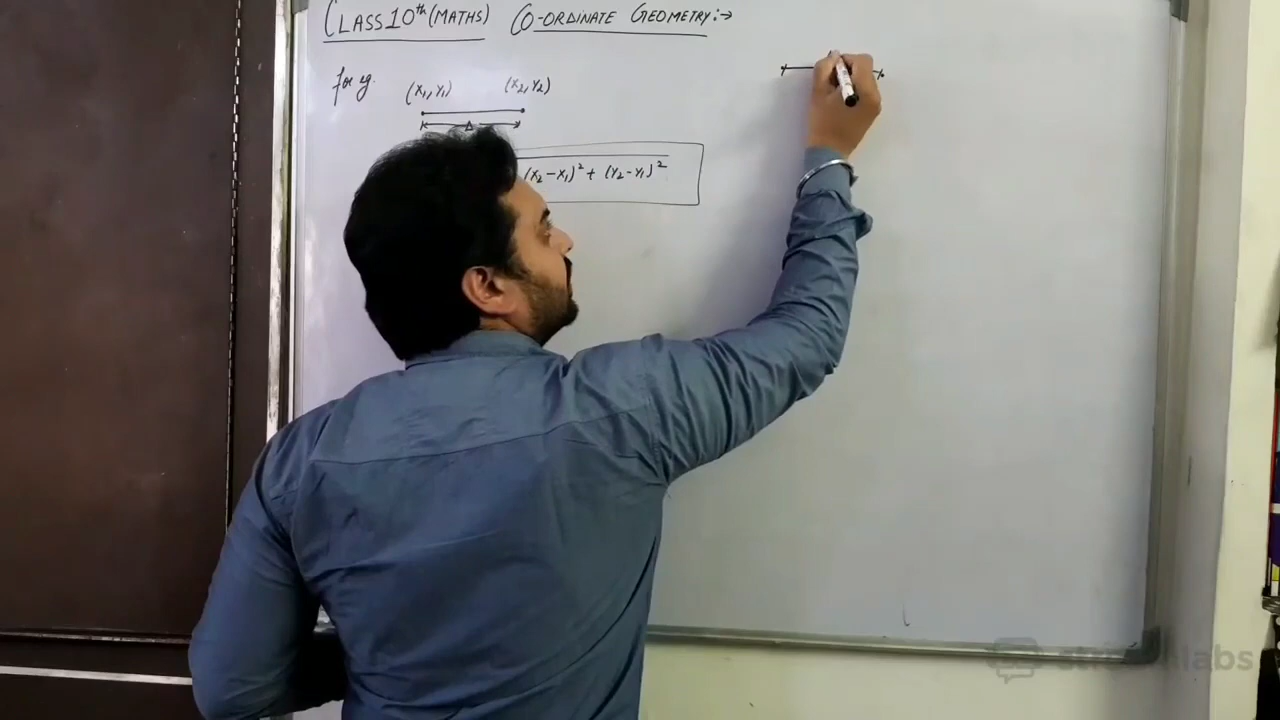 CLASS 10th (MATHS) CO-ORDINATE GEOMETRY:→
for eg. (x₁, y₁) (x₂, y₂)
(x₂-x₁)² + (y₂-y₁)²